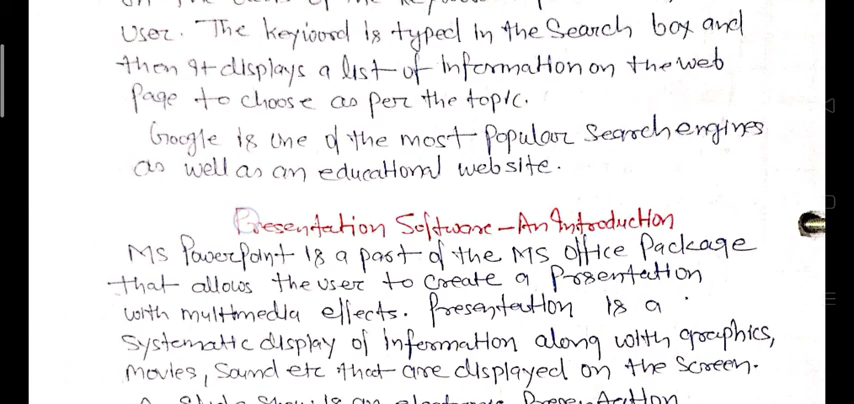 user. The keyword is typed in the Search box and
then it displays a list of information on the web
page to choose as per the topic.
Google is one of the most popular search engines
as well as an educational website.
Presentation Software - An Introduction
MS PowerPoint is a part of the MS Office Package
that allows the user to create a Presentation
with multimedia effects. Presentation is a
systematic display of information along with graphics,
movies, sound etc that are displayed on the screen.